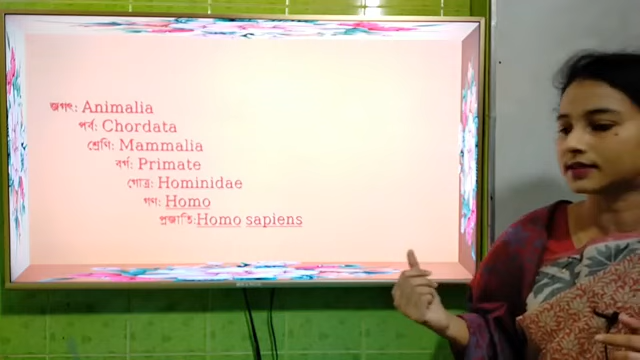 জগৎ: Animalia
পর্ব: Chordata
শ্রেণি: Mammalia
বর্গ: Primate
গোত্র: Hominidae
গণ: Homo
প্রজাতি:Homo sapiens